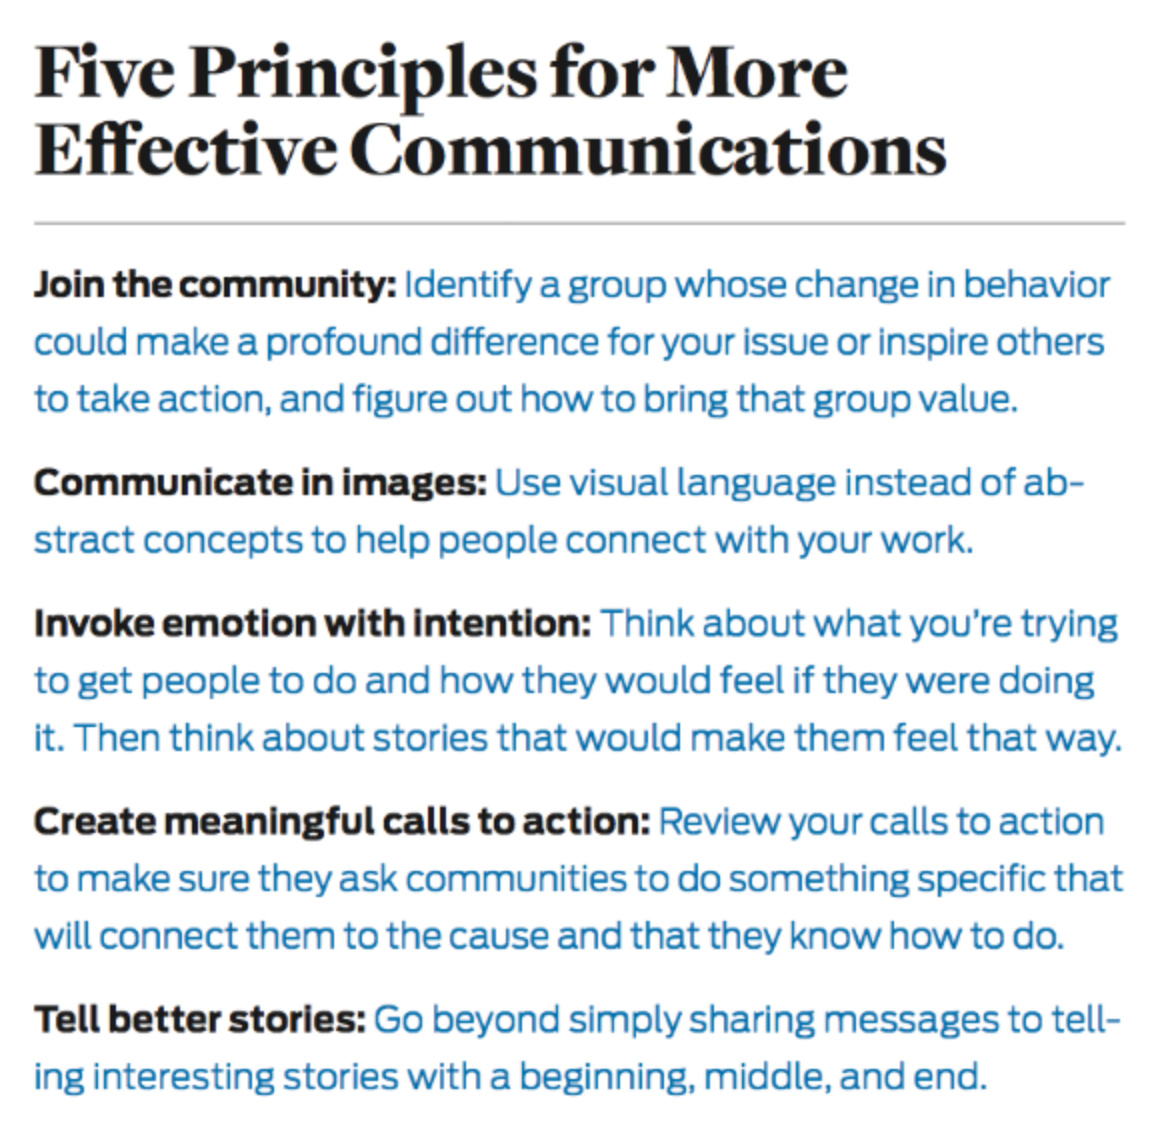 Five Principles for More
Effective Communications
Join the community: Identify a group whose change in behavior
could make a profound difference for your issue or inspire others
to take action, and figure out how to bring that group value.
Communicate in images: Use visual language instead of ab-
stract concepts to help people connect with your work.
Invoke emotion with intention: Think about what you're trying
to get people to do and how they would feel if they were doing
it. Then think about stories that would make them feel that way.
Create meaningful calls to action: Review your calls to action
to make sure they ask communities to do something specific that
will connect them to the cause and that they know how to do.
Tell better stories: Go beyond simply sharing messages to tell-
ing interesting stories with a beginning, middle, and end.